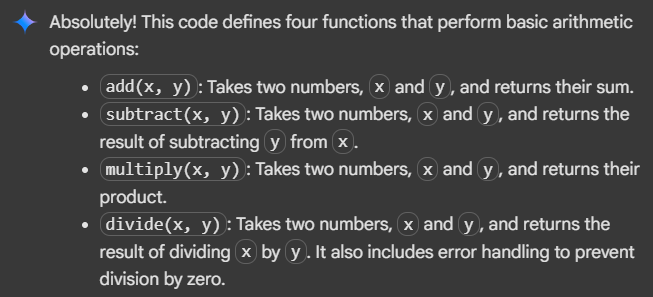 Absolutely! This code defines four functions that perform basic arithmetic
operations:
• add(x, y): Takes two numbers, x and y, and returns their sum.
• subtract(x, y): Takes two numbers, x and y, and returns the
result of subtracting y from x.
• multiply(x, y): Takes two numbers, x and y, and returns their
product.
• divide(x, y): Takes two numbers, x and y, and returns the
result of dividing x by y. It also includes error handling to prevent
division by zero.